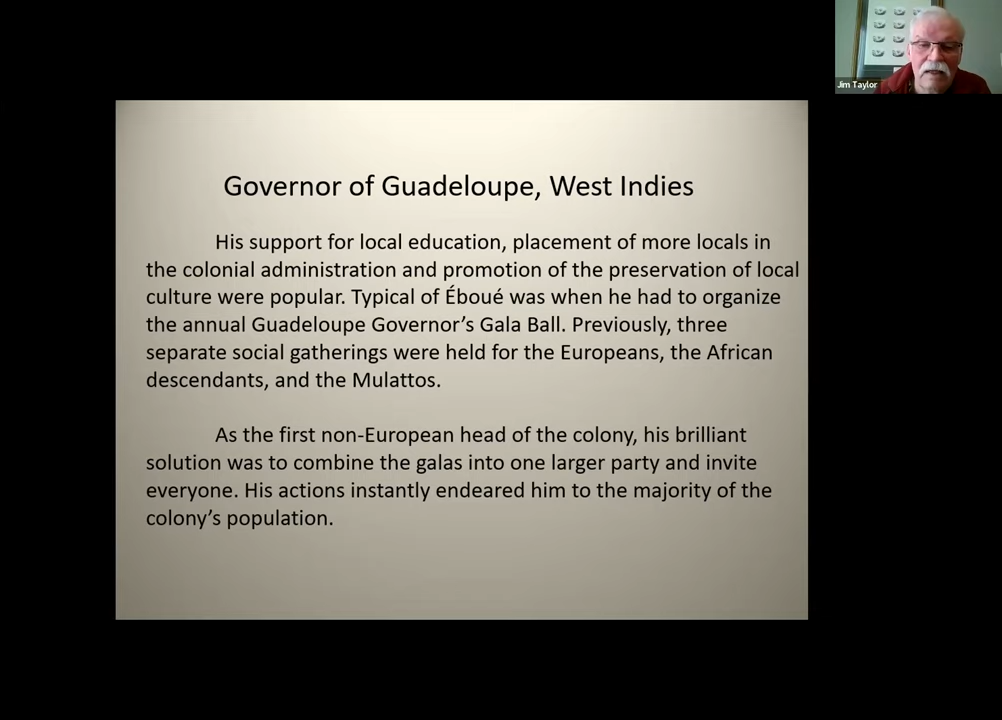 Jim Taylor
Governor of Guadeloupe, West Indies
His support for local education, placement of more locals in
the colonial administration and promotion of the preservation of local
culture were popular. Typical of Éboué was when he had to organize
the annual Guadeloupe Governor’s Gala Ball. Previously, three
separate social gatherings were held for the Europeans, the African
descendants, and the Mulattos.
As the first non-European head of the colony, his brilliant
solution was to combine the galas into one larger party and invite
everyone. His actions instantly endeared him to the majority of the
colony’s population.